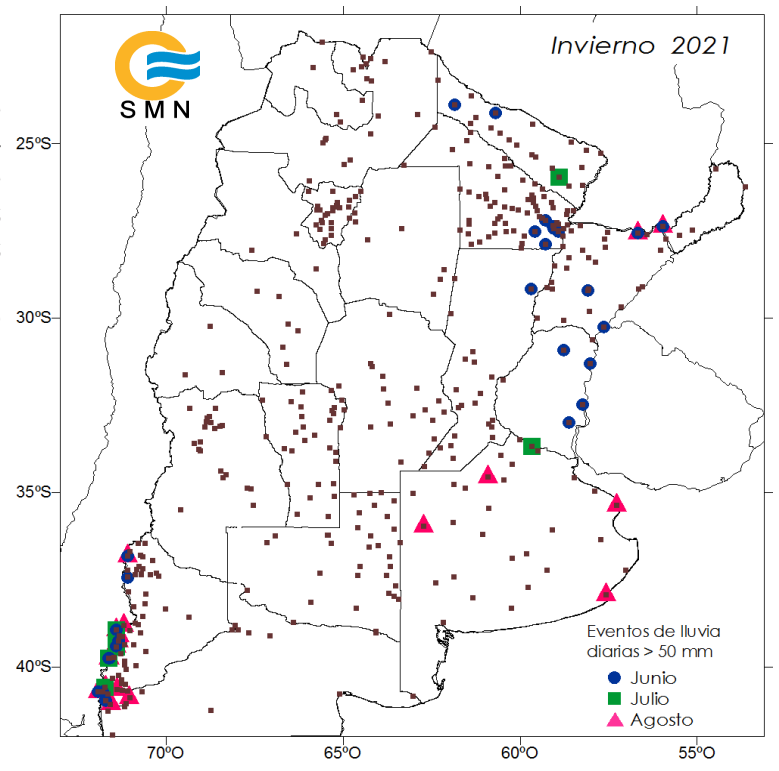 Invierno 2021
SMN
25ºS
30ºS
35ºS
40ºS
Eventos de lluvia
diarias > 50 mm
Junio
Julio
Agosto
70ºO
65ºO
60ºO
55ºO